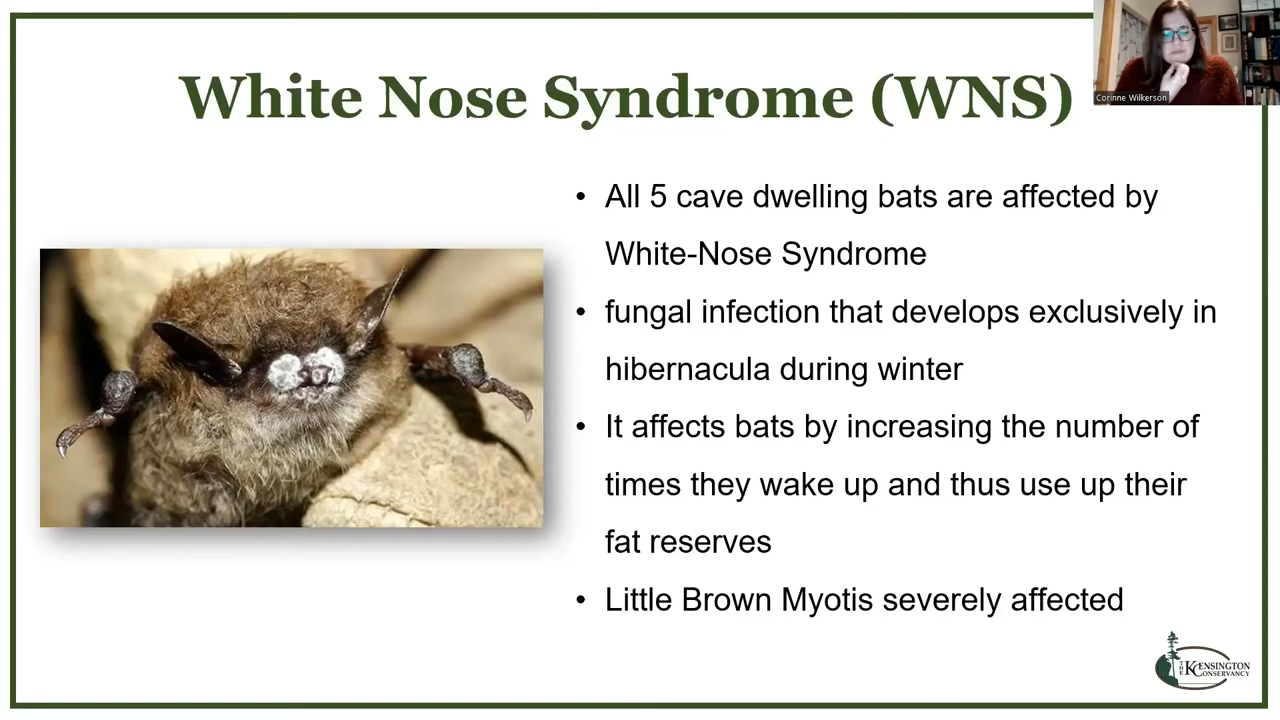 White Nose Syndrome (WNS)
Corinne Wilkerson
• All 5 cave dwelling bats are affected by
White-Nose Syndrome
• fungal infection that develops exclusively in
hibernacula during winter
• It affects bats by increasing the number of
times they wake up and thus use up their
fat reserves
• Little Brown Myotis severely affected
THE KENSINGTON
CONSERVANCY